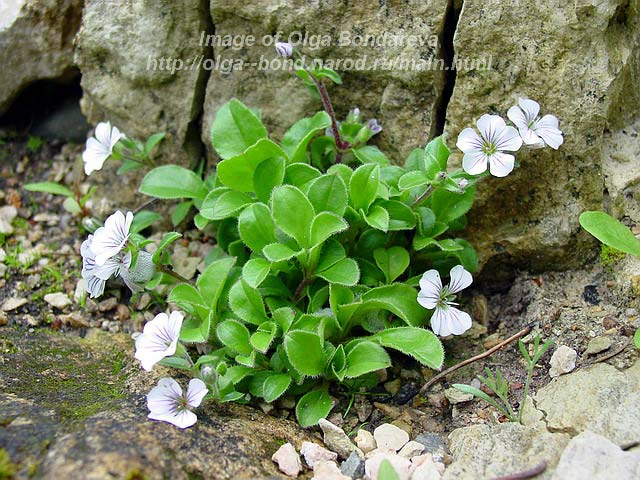 Image of Olga Bondareva
http://olga--bond.narod.ru/main.html